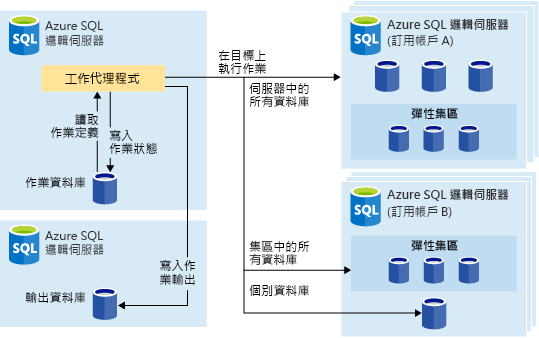 Azure SQL
邏輯伺服器
SQL
工作代理程式
讀取
作業定義
寫入
作業狀態
作業資料庫
Azure SQL
邏輯伺服器
SQL
輸出資料庫
寫入作
業輸出
在目標上
執行作業
伺服器中的
所有資料庫
集區中的所
有資料庫
個別資料庫
Azure SQL 邏輯伺服器
(訂用帳戶 A)
SQL
彈性集區
Azure SQL 邏輯伺服器
(訂用帳戶 B)
SQL
彈性集區